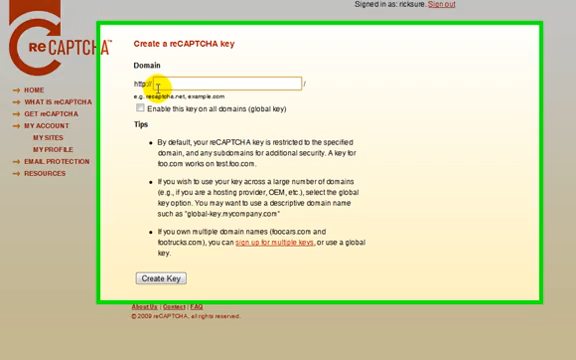 Signed in as: ricksure. Sign out
reCAPTCHA™
HOME
WHAT IS reCAPTCHA
GET reCAPTCHA
MY ACCOUNT
MY SITES
MY PROFILE
EMAIL PROTECTION
RESOURCES
Create a reCAPTCHA key
Domain
http:// /
e.g. recaptcha.net, example.com
Enable this key on all domains (global key)
Tips
• By default, your reCAPTCHA key is restricted to the specified
domain, and any subdomains for additional security. A key for
foo.com works on test.foo.com.
• If you wish to use your key across a large number of domains
(e.g., if you are a hosting provider, OEM, etc.), select the global
key option. You may want to use a descriptive domain name
such as "global-key.mycompany.com"
• If you own multiple domain names (foocars.com and
footrucks.com), you can sign up for multiple keys, or use a global
key.
Create Key
About Us | Contact | FAQ
© 2009 reCAPTCHA, all rights reserved.